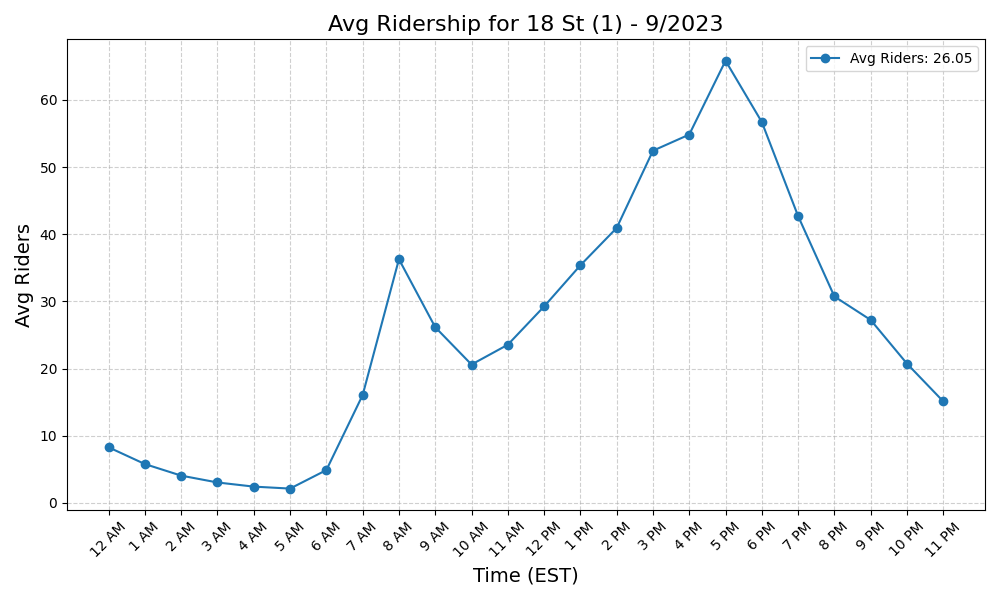 Avg Ridership for 18 St (1) - 9/2023
Avg Riders: 26.05
Avg Riders
60
50
40
30
20
10
0
12 AM
1 AM
2 AM
3 AM
4 AM
5 AM
6 AM
7 AM
8 AM
9 AM
10 AM
11 AM
12 PM
1 PM
2 PM
3 PM
4 PM
5 PM
6 PM
7 PM
8 PM
9 PM
10 PM
11 PM
Time (EST)